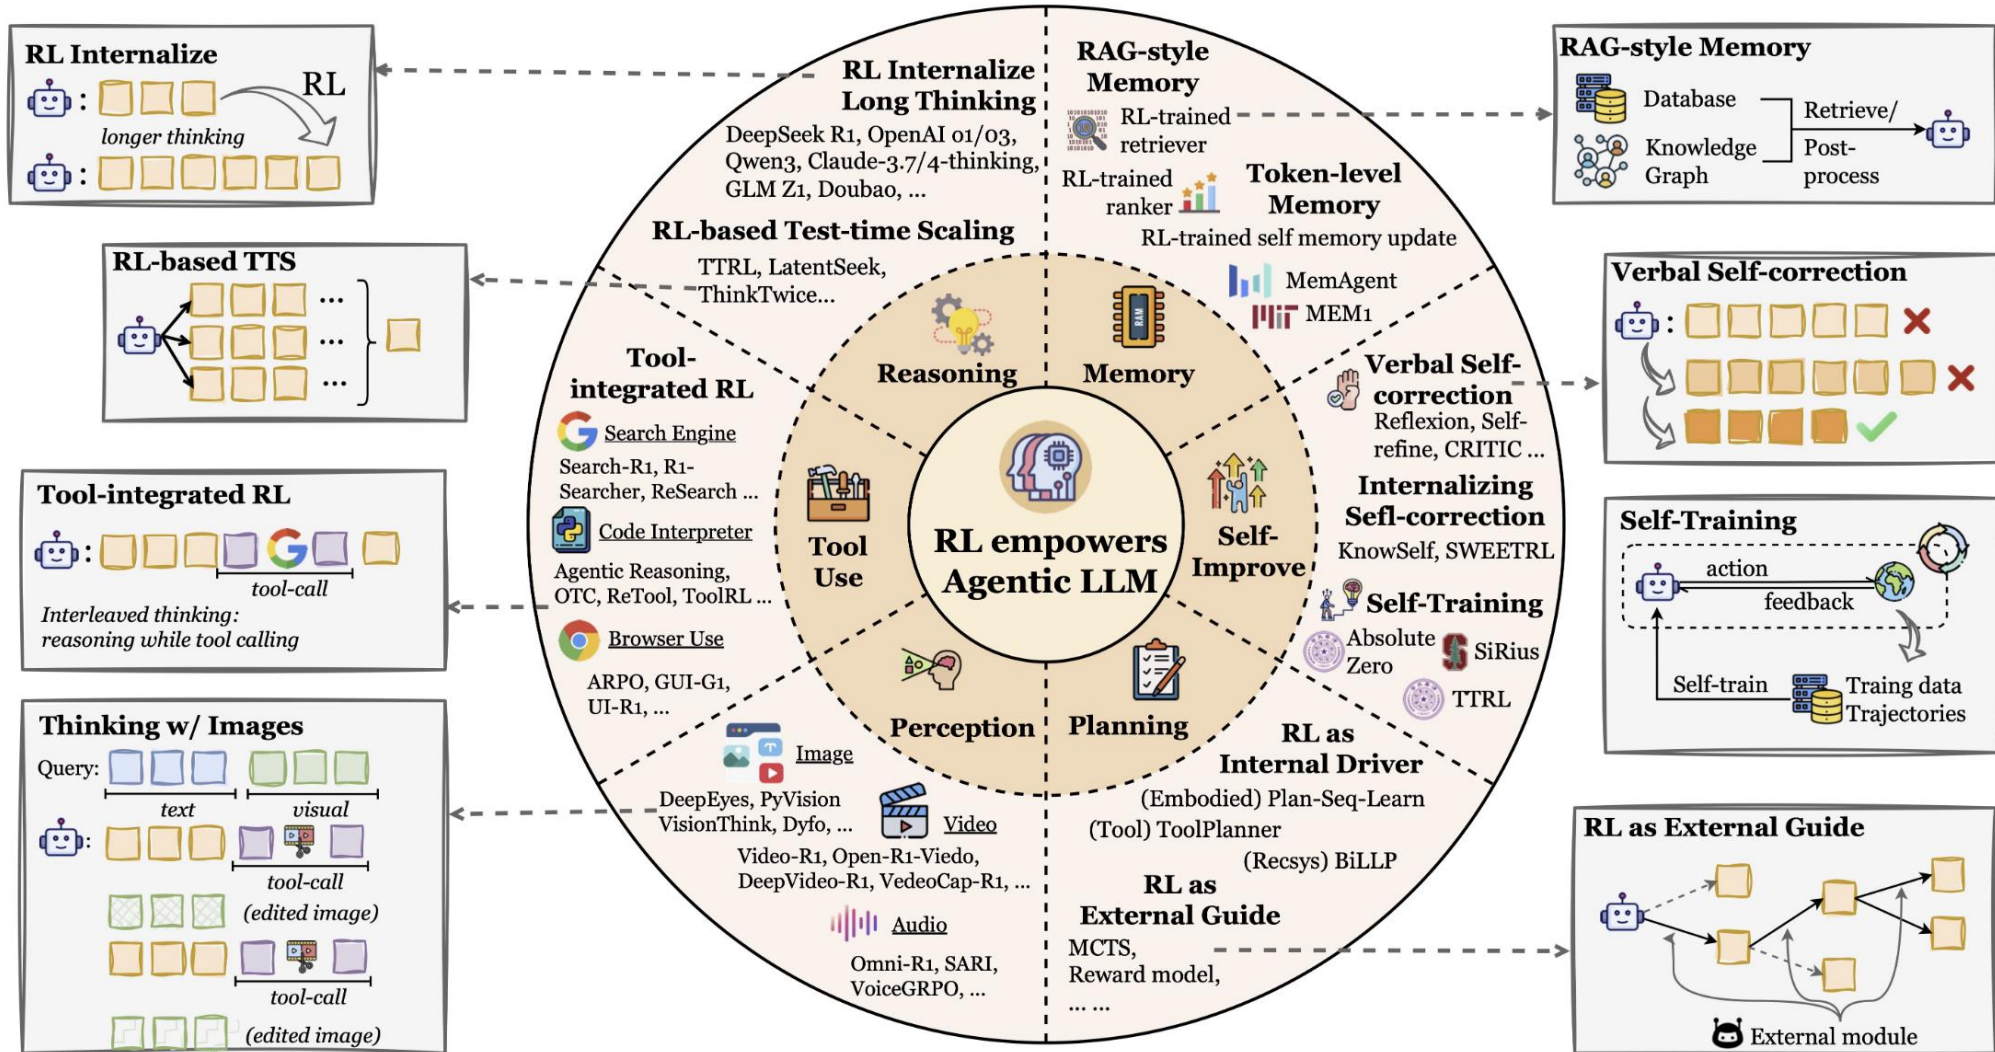 RL Internalize
RL
:
longer thinking
:
RL-based TTS
...
...
...
Tool-integrated RL
:
tool-call
Interleaved thinking:
reasoning while tool calling
Thinking w/ Images
Query:
text
visual
:
tool-call
(edited image)
tool-call
(edited image)
RL Internalize
Long Thinking
DeepSeek R1, OpenAI o1/o3,
Qwen3, Claude-3.7/4-thinking,
GLM Z1, Doubao, ...
RL-based Test-time Scaling
TTRL, LatentSeek,
ThinkTwice...
Reasoning
RAG-style
Memory
RL-trained
retriever
RL-trained
ranker
Token-level
Memory
RL-trained self memory update
MemAgent
MIT
MEM1
RAM
Memory
Tool-
integrated RL
Search Engine
Search-R1, R1-
Searcher, ReSearch ...
Code Interpreter
Agentic Reasoning,
OTC, ReTool, ToolRL ...
Browser Use
ARPO, GUI-G1,
UI-R1, ...
Tool
Use
RL empowers
Agentic LLM
Verbal Self-
correction
Reflexion, Self-
refine, CRITIC ...
Internalizing
Sefl-correction
KnowSelf, SWEETRL
Self-Training
Absolute
Zero
SiRius
TTRL
Self-
Improve
Perception
Image
DeepEyes, PyVision
VisionThink, Dyfo, ...
Video
Video-R1, Open-R1-Viedo,
DeepVideo-R1, VedeoCap-R1, ...
Audio
Omni-R1, SARI,
VoiceGRPO, ...
Planning
RL as
Internal Driver
(Embodied) Plan-Seq-Learn
(Tool) ToolPlanner
(Recsys) BiLLP
RL as
External Guide
MCTS,
Reward model,
... ...
RAG-style Memory
Database
Knowledge
Graph
Retrieve/
Post-
process
Verbal Self-correction
:
Self-Training
action
feedback
Self-train
Traing data
Trajectories
RL as External Guide
External module